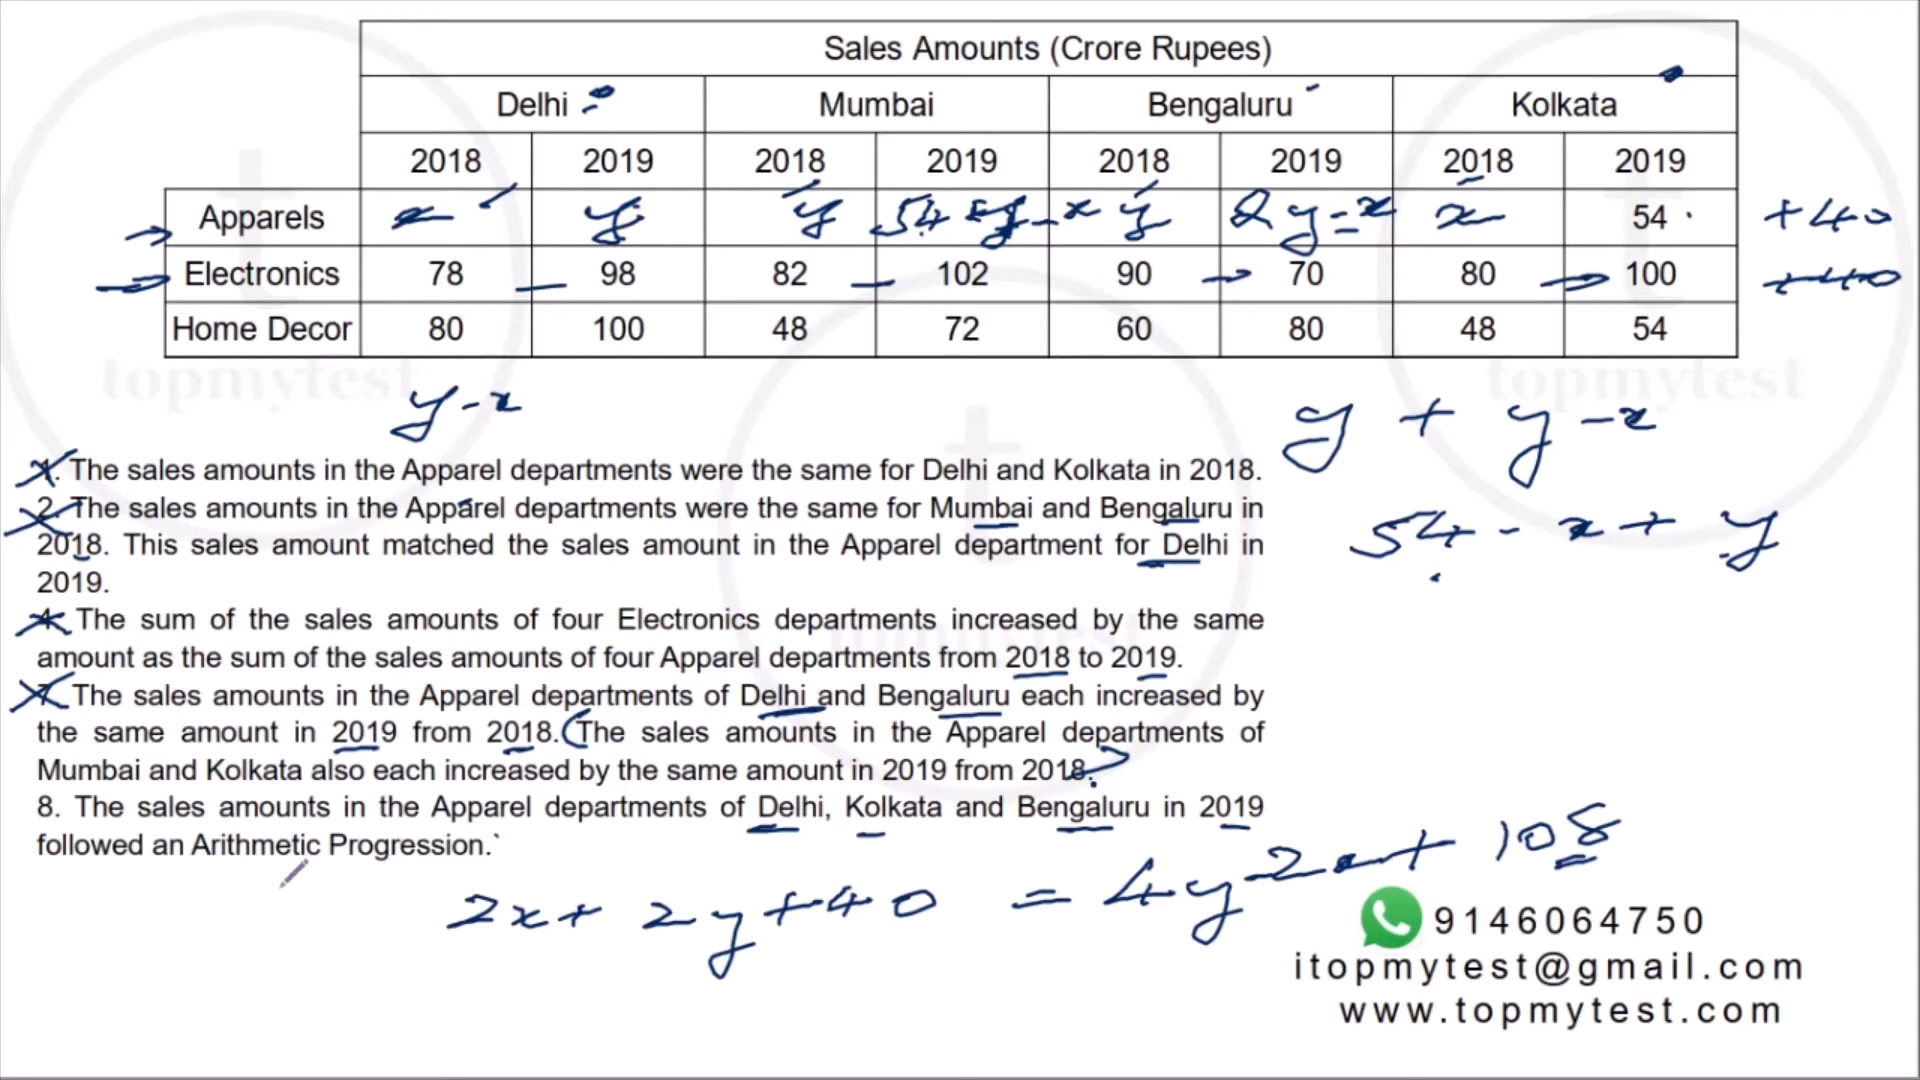 Sales Amounts (Crore Rupees)
Delhi Mumbai Bengaluru Kolkata
2018 2019 2018 2019 2018 2019 2018 2019
Apparels x y y 54 + y - x y 2y - x x 54 +40
Electronics 78 98 82 102 90 70 80 100 +40
Home Decor 80 100 48 72 60 80 48 54
topmytest topmytest
y - x
y + y - x
1. The sales amounts in the Apparel departments were the same for Delhi and Kolkata in 2018.
2. The sales amounts in the Apparel departments were the same for Mumbai and Bengaluru in
2018. This sales amount matched the sales amount in the Apparel department for Delhi in
2019.
54 - x + y
4. The sum of the sales amounts of four Electronics departments increased by the same
amount as the sum of the sales amounts of four Apparel departments from 2018 to 2019.
7. The sales amounts in the Apparel departments of Delhi and Bengaluru each increased by
the same amount in 2019 from 2018. (The sales amounts in the Apparel departments of
Mumbai and Kolkata also each increased by the same amount in 2019 from 2018.)
8. The sales amounts in the Apparel departments of Delhi, Kolkata and Bengaluru in 2019
followed an Arithmetic Progression.`
2x + 2y + 40 = 4y - 2x + 108
9146064750
itopmytest@gmail.com
www.topmytest.com